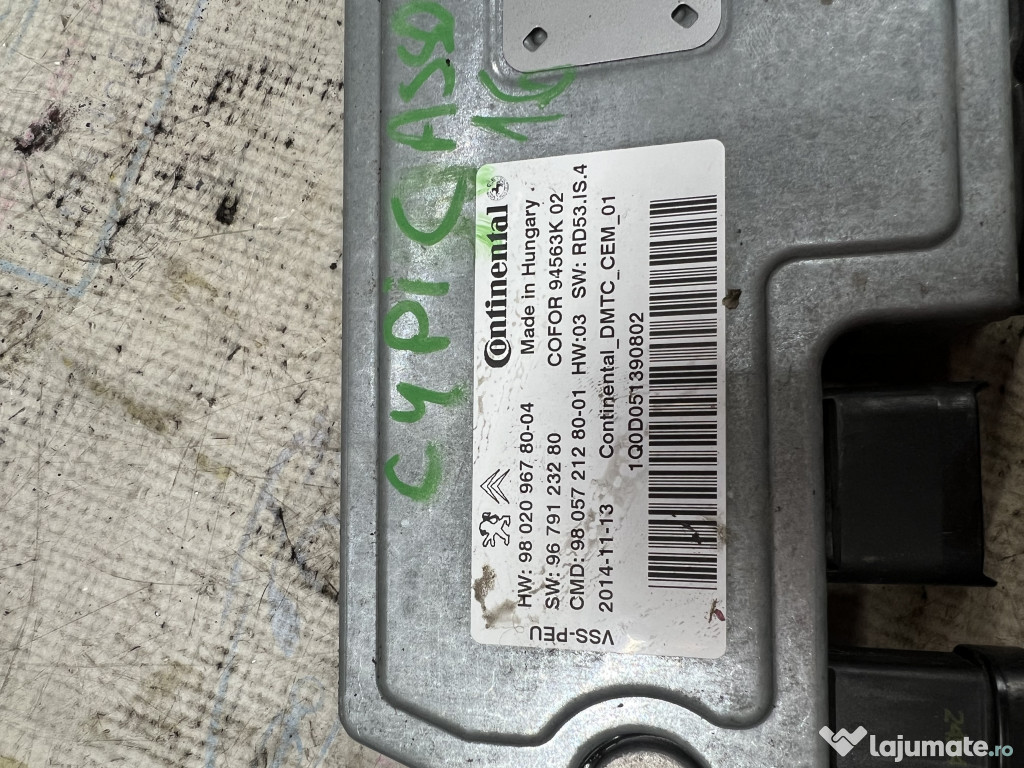 C4 PICASSO
16
Continental
Made in Hungary.
HW: 98 020 967 80-04
COFOR 94563K 02
SW: 96 791 232 80
CMD: 98 057 212 80-01 HW:03 SW: RD53.IS.4
2014-11-13 Continental_DMTC_CEM_01
1Q0D051390802
VSS-PEU
lajumate.ro